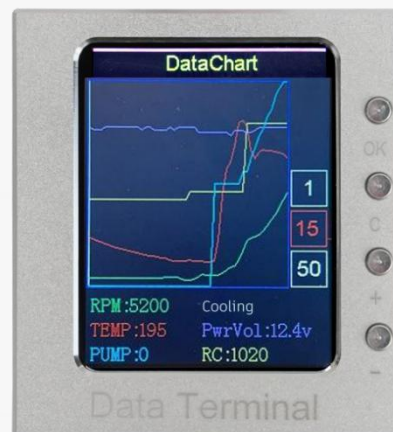 DataChart
OK
1
C
15
50
+
RPM:5200 Cooling
TEMP:195 PwrVol:12.4v
-
PUMP:0 RC:1020
Data Terminal